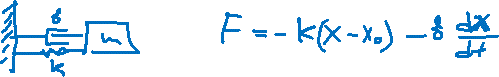 b
m
k
F = - k(x - x₀) - b dx/dt